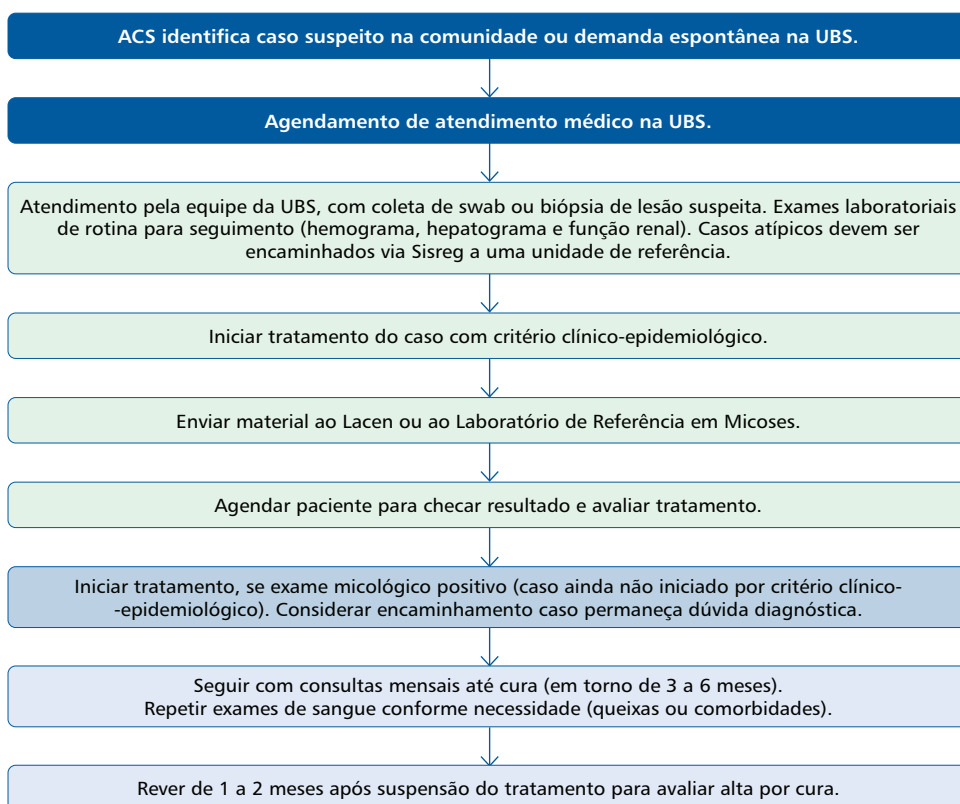 ACS identifica caso suspeito na comunidade ou demanda espontânea na UBS.
Agendamento de atendimento médico na UBS.
Atendimento pela equipe da UBS, com coleta de swab ou biópsia de lesão suspeita. Exames laboratoriais
de rotina para seguimento (hemograma, hepatograma e função renal). Casos atípicos devem ser
encaminhados via Sisreg a uma unidade de referência.
Iniciar tratamento do caso com critério clínico-epidemiológico.
Enviar material ao Lacen ou ao Laboratório de Referência em Micoses.
Agendar paciente para checar resultado e avaliar tratamento.
Iniciar tratamento, se exame micológico positivo (caso ainda não iniciado por critério clínico-
-epidemiológico). Considerar encaminhamento caso permaneça dúvida diagnóstica.
Seguir com consultas mensais até cura (em torno de 3 a 6 meses).
Repetir exames de sangue conforme necessidade (queixas ou comorbidades).
Rever de 1 a 2 meses após suspensão do tratamento para avaliar alta por cura.